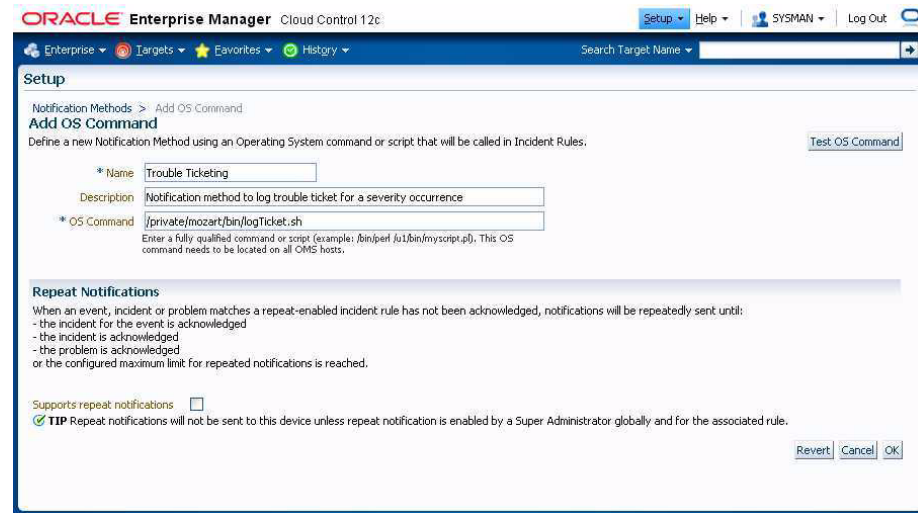 ORACLE Enterprise Manager Cloud Control 12c
Setup Help SYSMAN Log Out
Enterprise Targets Favorites History Search Target Name
Setup
Notification Methods > Add OS Command
Add OS Command
Define a new Notification Method using an Operating System command or script that will be called in Incident Rules.
Test OS Command
* Name Trouble Ticketing
Description Notification method to log trouble ticket for a severity occurrence
* OS Command /private/mozart/bin/logTicket.sh
Enter a fully qualified command or script (example: /bin/perl /u1/bin/myscript.pl). This OS
command needs to be located on all OMS hosts.
Repeat Notifications
When an event, incident or problem matches a repeat-enabled incident rule has not been acknowledged, notifications will be repeatedly sent until:
- the incident for the event is acknowledged
- the incident is acknowledged
- the problem is acknowledged
or the configured maximum limit for repeated notifications is reached.
Supports repeat notifications
TIP Repeat notifications will not be sent to this device unless repeat notification is enabled by a Super Administrator globally and for the associated rule.
Revert Cancel OK